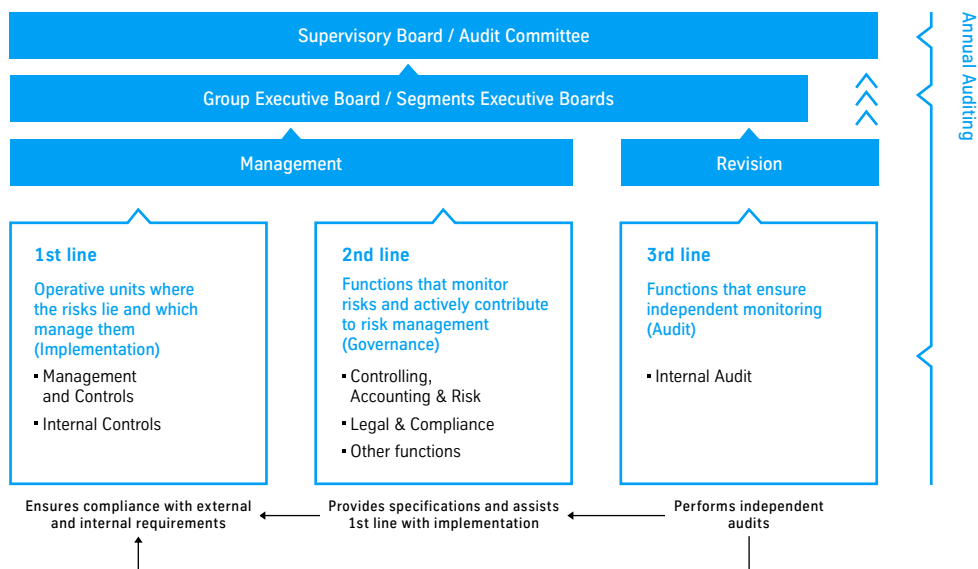 Supervisory Board / Audit Committee
Group Executive Board / Segments Executive Boards
Management
Revision
Annual Auditing
1st line
Operative units where
the risks lie and which
manage them
(Implementation)
▪ Management
and Controls
▪ Internal Controls
2nd line
Functions that monitor
risks and actively contribute
to risk management
(Governance)
▪ Controlling,
Accounting & Risk
▪ Legal & Compliance
▪ Other functions
3rd line
Functions that ensure
independent monitoring
(Audit)
▪ Internal Audit
Ensures compliance with external
and internal requirements
Provides specifications and assists
1st line with implementation
Performs independent
audits